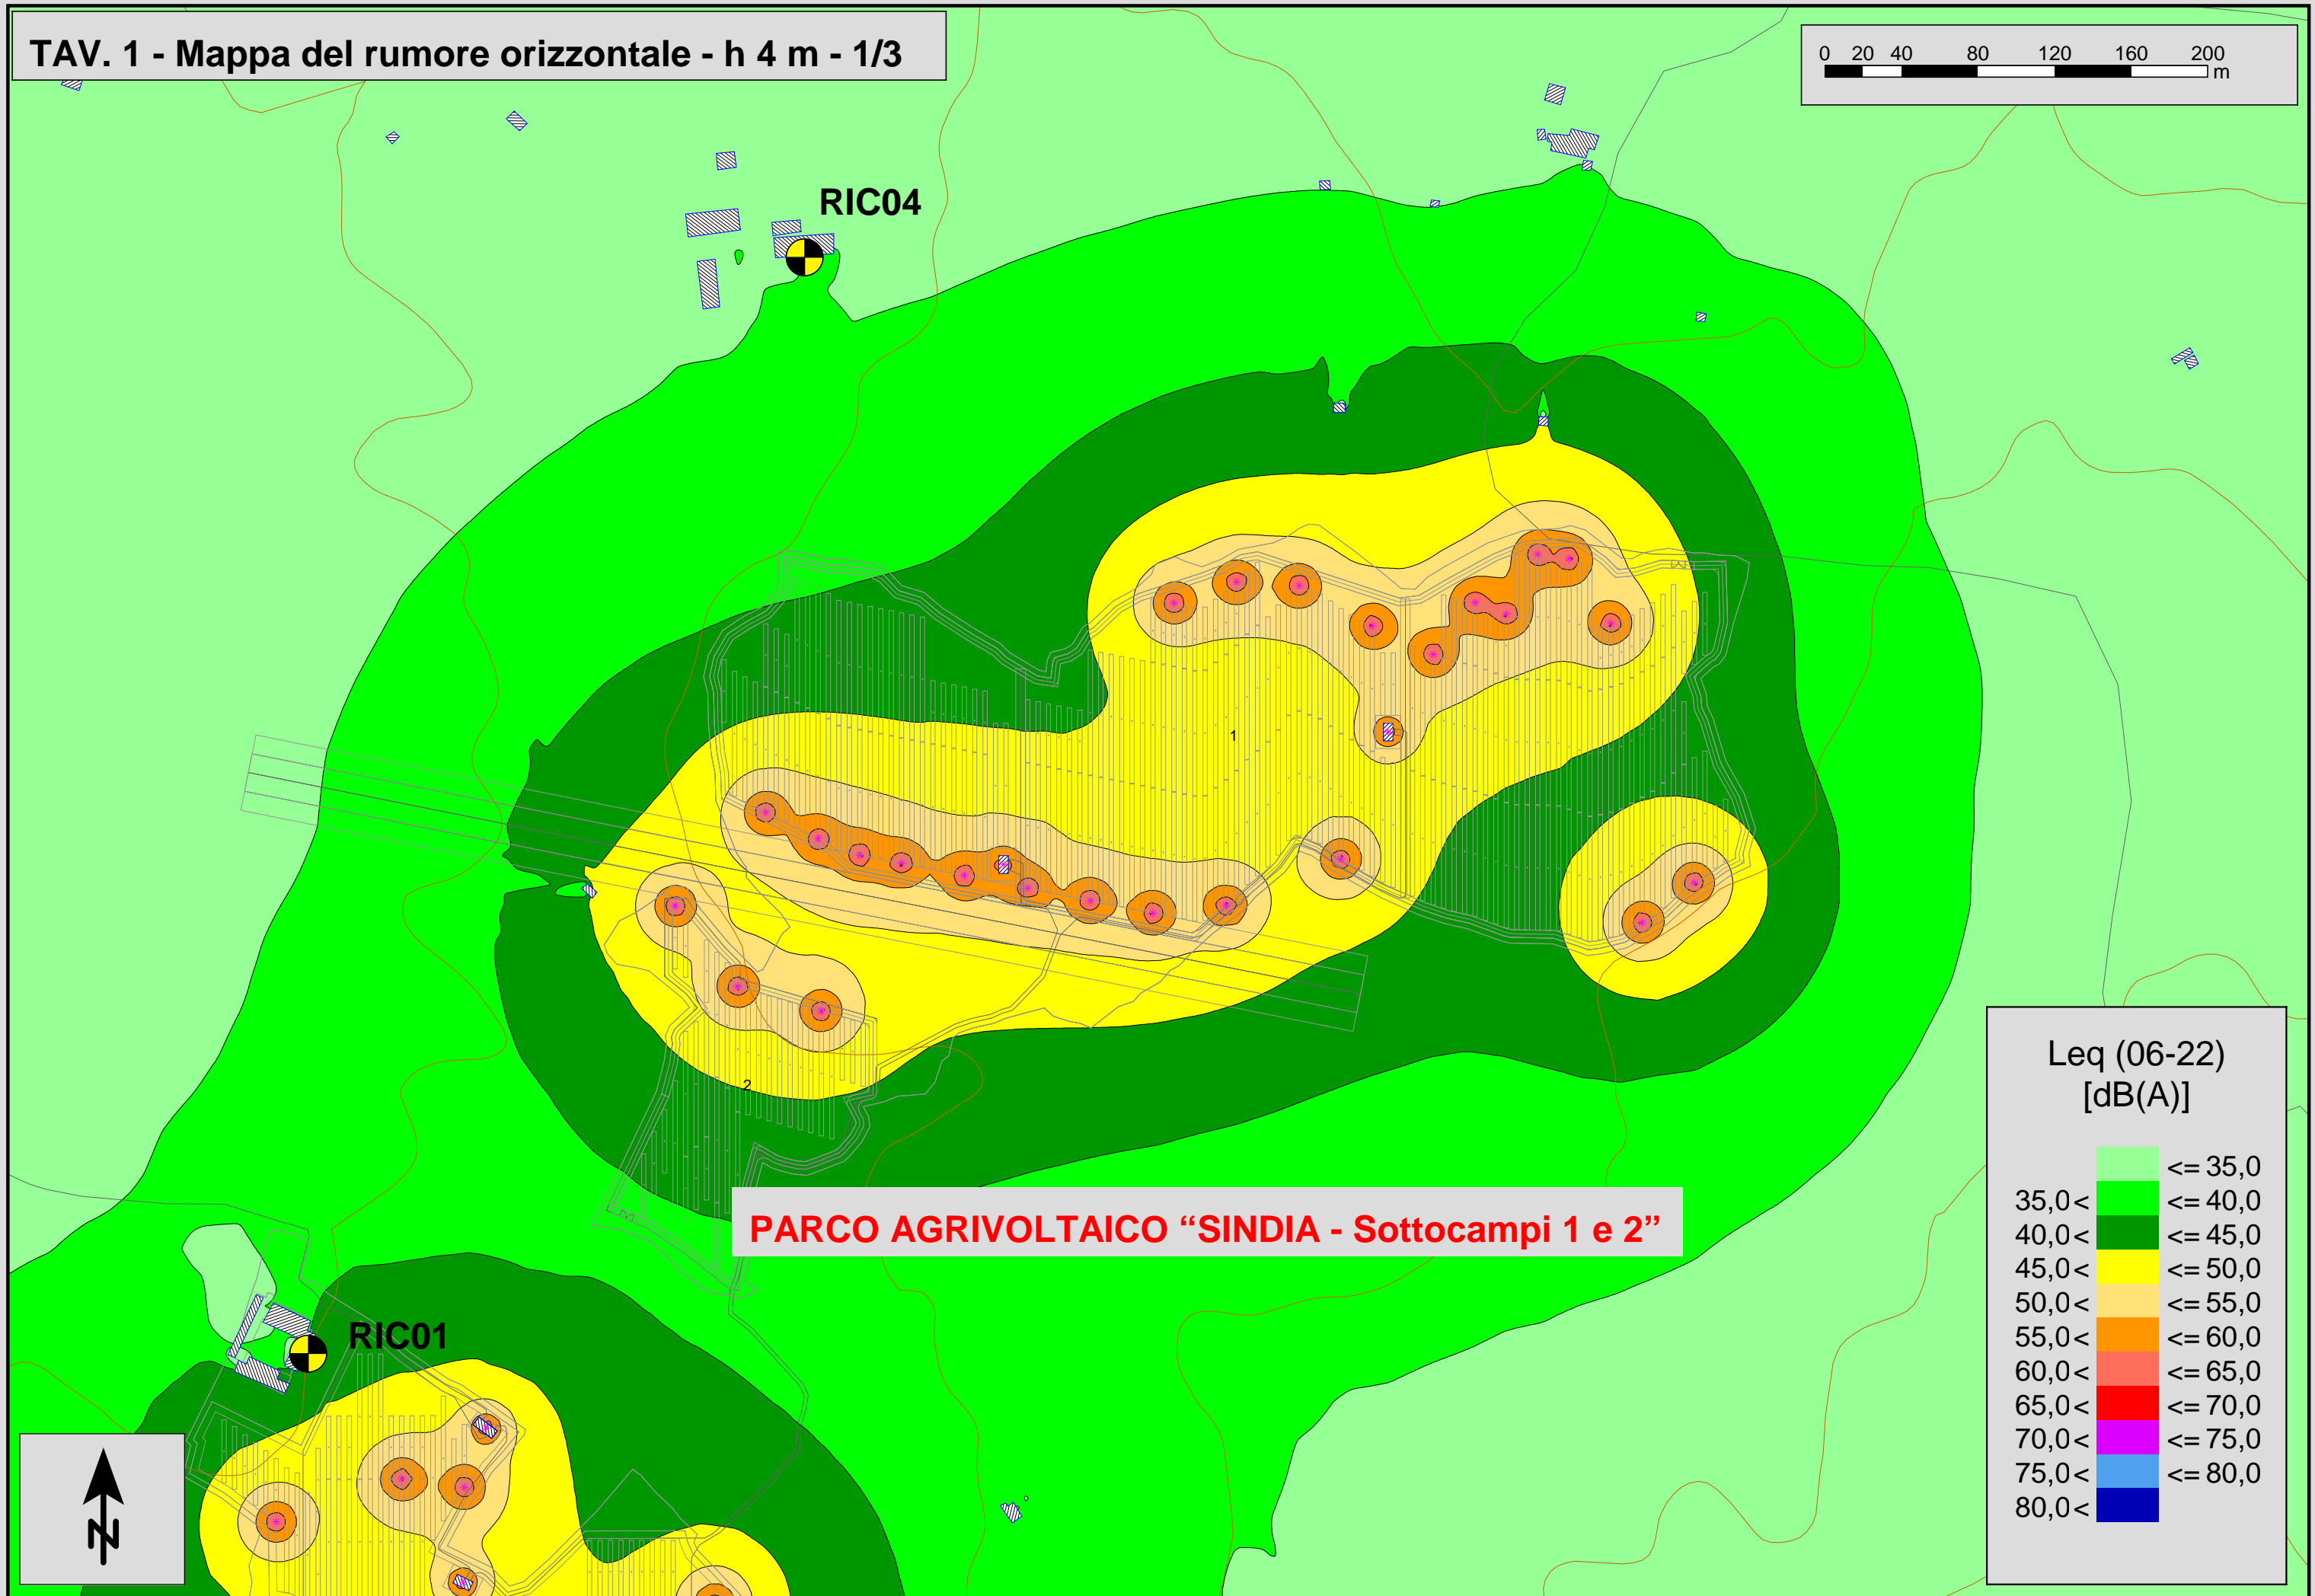 TAV. 1 - Mappa del rumore orizzontale - h 4 m - 1/3
0 20 40 80 120 160 200
m
RIC04
1
2
PARCO AGRIVOLTAICO “SINDIA - Sottocampi 1 e 2”
RIC01
N
Leq (06-22)
[dB(A)]
<= 35,0
35,0 < <= 40,0
40,0 < <= 45,0
45,0 < <= 50,0
50,0 < <= 55,0
55,0 < <= 60,0
60,0 < <= 65,0
65,0 < <= 70,0
70,0 < <= 75,0
75,0 < <= 80,0
80,0 <